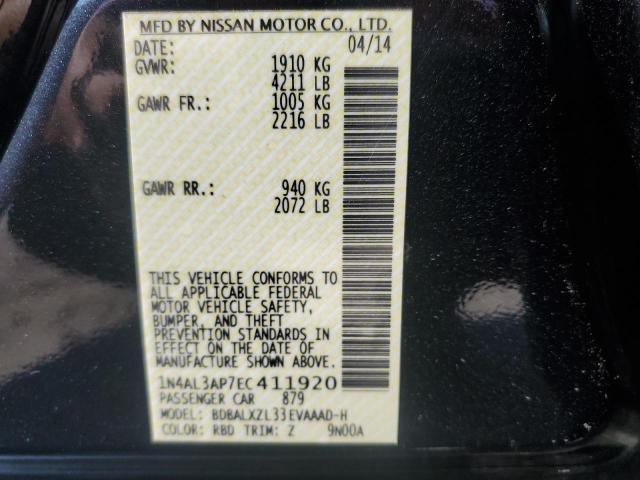 MFD BY NISSAN MOTOR CO., LTD.
DATE: 04/14
GVWR: 1910 KG
4211 LB
GAWR FR.: 1005 KG
2216 LB
GAWR RR.: 940 KG
2072 LB
THIS VEHICLE CONFORMS TO
ALL APPLICABLE FEDERAL
MOTOR VEHICLE SAFETY,
BUMPER, AND THEFT
PREVENTION STANDARDS IN
EFFECT ON THE DATE OF
MANUFACTURE SHOWN ABOVE.
1N4AL3AP7EC411920
PASSENGER CAR 879
MODEL: BDBALXZL33EVAAAD-H
COLOR: RBD TRIM: Z 9N00A